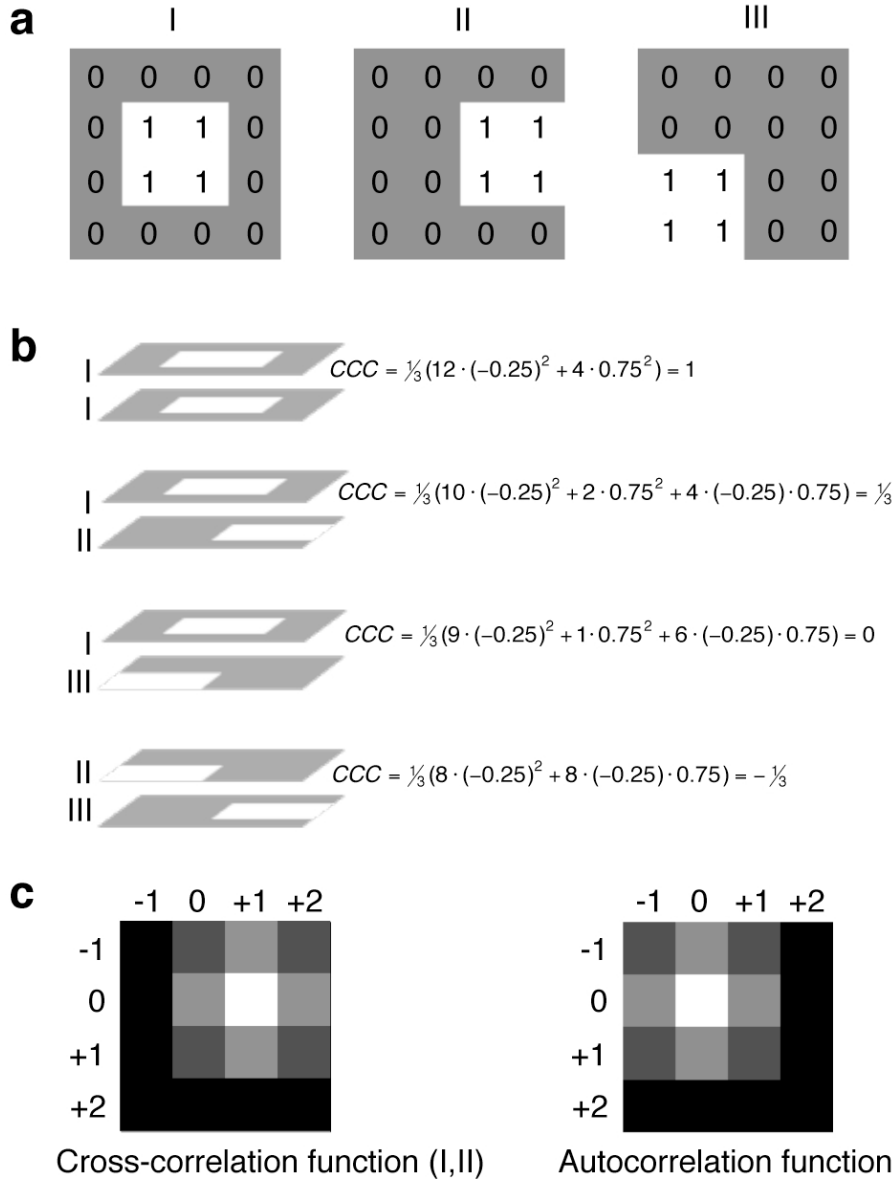 a
I II III
0 0 0 0 0 0 0 0 0 0 0 0
0 1 1 0 0 0 1 1 0 0 0 0
0 1 1 0 0 0 1 1 1 1 0 0
0 0 0 0 0 0 0 0 1 1 0 0
b
I
I
CCC = ⅓(12 · (−0.25)² + 4 · 0.75²) = 1
I
II
CCC = ⅓(10 · (−0.25)² + 2 · 0.75² + 4 · (−0.25) · 0.75) = ⅓
I
III
CCC = ⅓(9 · (−0.25)² + 1 · 0.75² + 6 · (−0.25) · 0.75) = 0
II
III
CCC = ⅓(8 · (−0.25)² + 8 · (−0.25) · 0.75) = − ⅓
c
-1 0 +1 +2
-1
0
+1
+2
Cross-correlation function (I,II)
-1 0 +1 +2
-1
0
+1
+2
Autocorrelation function